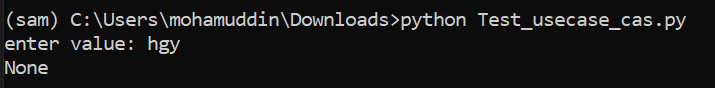 (sam) C:\Users\mohamuddin\Downloads>python Test_usecase_cas.py
enter value: hgy
None